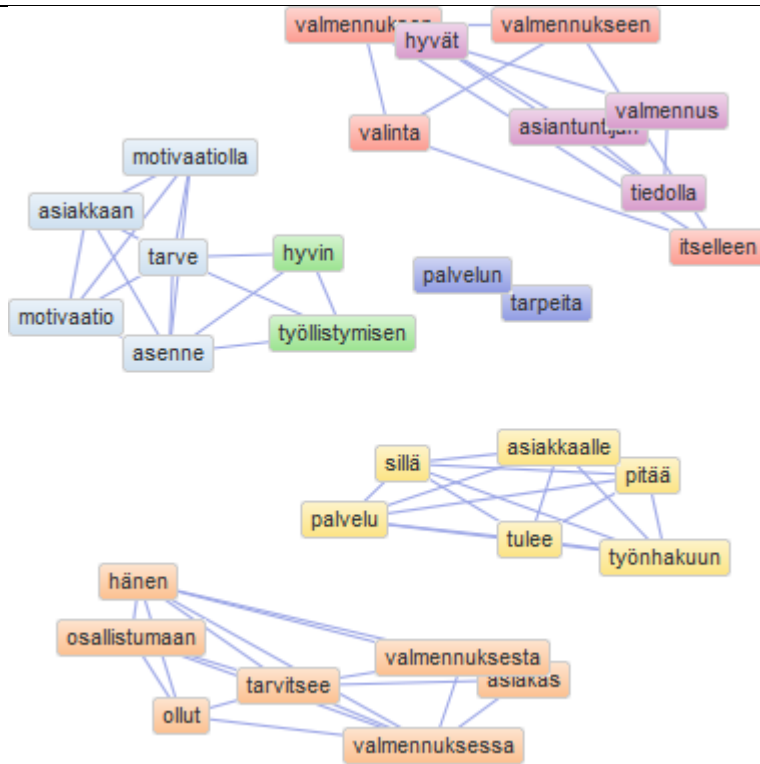 valmennukseen
hyvät
valmennus
asiantuntijan
valinta
motivaatiolla
tiedolla
asiakkaan
itselleen
tarve
hyvin
palvelun
tarpeita
motivaatio
työllistymisen
asenne
asiakkaalle
sillä
pitää
palvelu
tulee
työnhakuun
hänen
osallistumaan
valmennuksesta
asiakas
tarvitsee
ollut
valmennuksessa